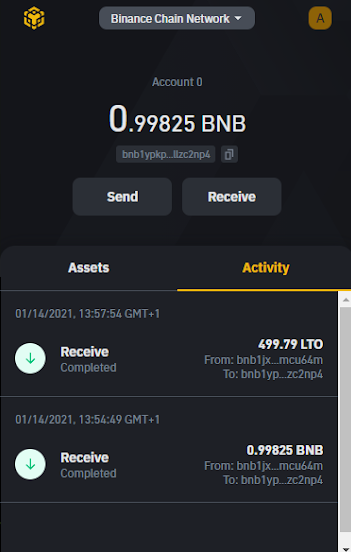 Binance Chain Network
A
Account 0
0.99825 BNB
bnb1ypkp...llzc2np4
Send
Receive
Assets
Activity
01/14/2021, 13:57:54 GMT+1
Receive
499.79 LTO
Completed
From: bnb1jx...mcu64m
To: bnb1yp...zc2np4
01/14/2021, 13:54:49 GMT+1
Receive
0.99825 BNB
Completed
From: bnb1jx...mcu64m
To: bnb1yp...zc2np4